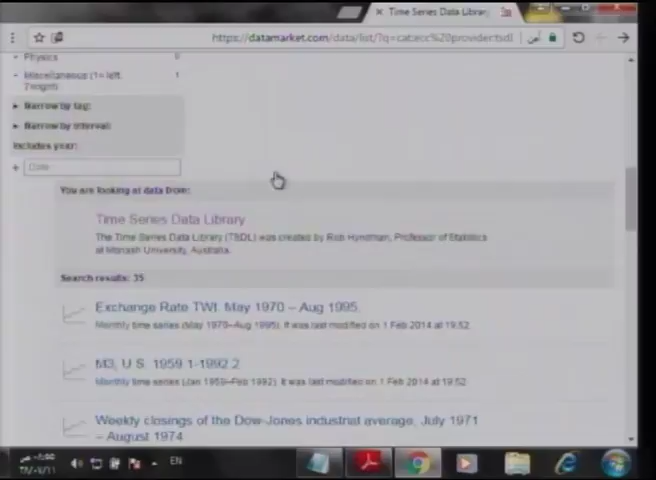 Time Series Data Library
https://datamarket.com/data/list/?q=cat:ecc%20provider:tsdl
Physics
Miscellaneous (1= left,
1
Narrow by tag:
Narrow by interval:
Includes year:
Date
You are looking at data from:
Time Series Data Library
The Time Series Data Library (TSDL) was created by Rob Hyndman, Professor of Statistics
at Monash University, Australia.
Search results: 35
Exchange Rate TWI. May 1970 – Aug 1995.
Monthly time series (May 1970–Aug 1995). It was last modified on 1 Feb 2014 at 19:52.
M3, U S. 1959 1-1992 2
Monthly time series (Jan 1959–Feb 1992). It was last modified on 1 Feb 2014 at 19:52
Weekly closings of the Dow-Jones industrial average, July 1971
– August 1974
EN